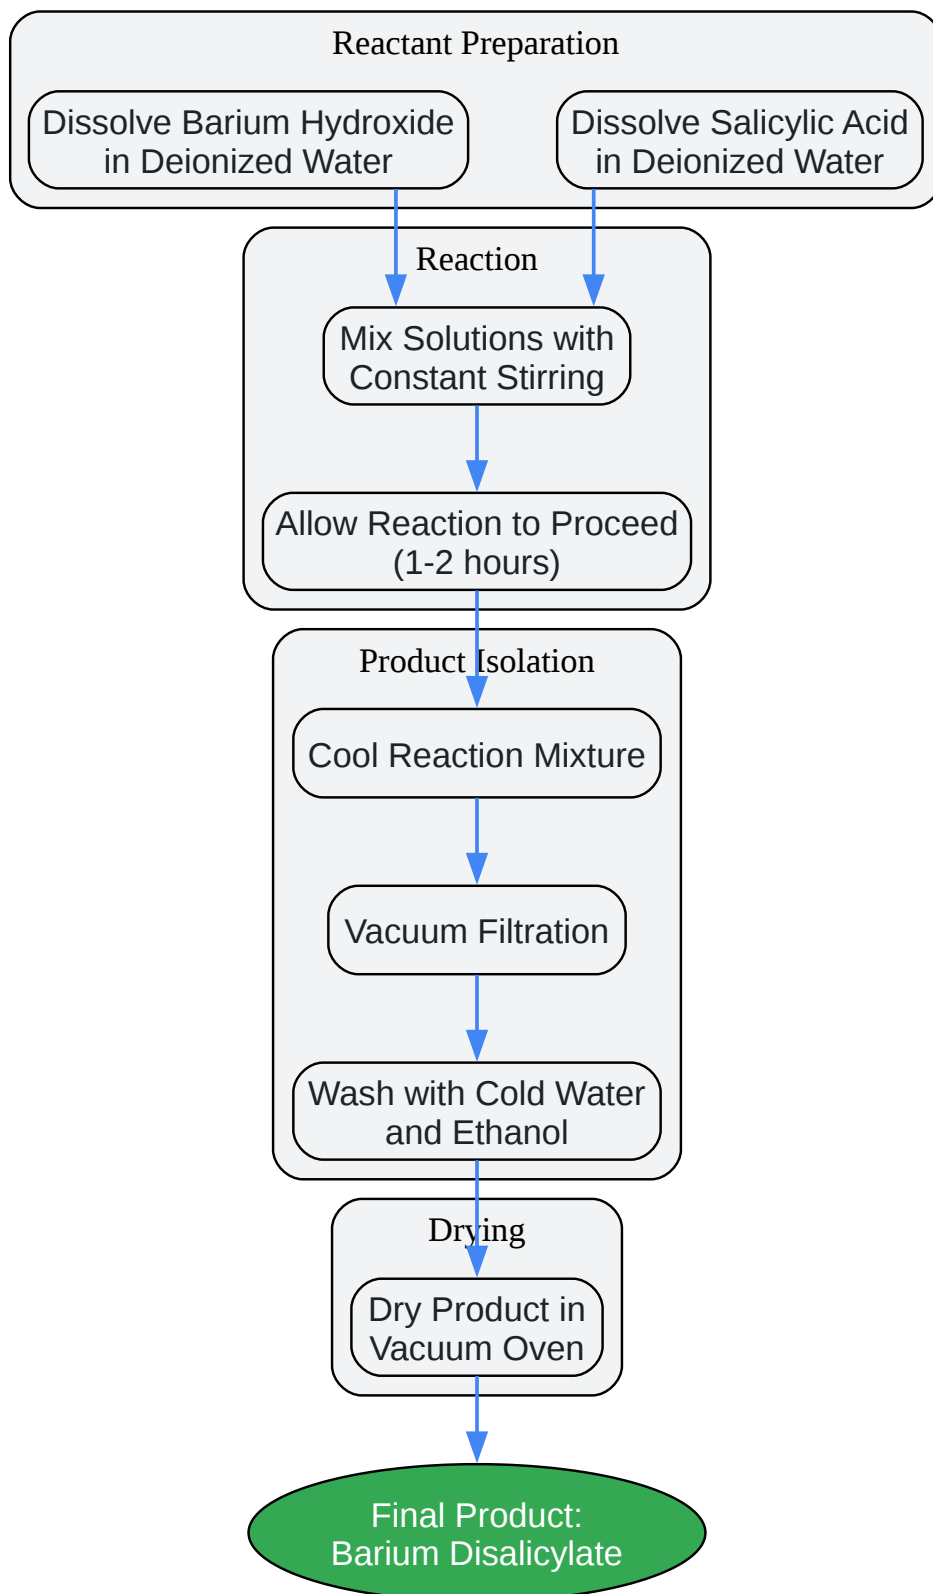 Reactant Preparation
Dissolve Barium Hydroxide
in Deionized Water
Dissolve Salicylic Acid
in Deionized Water
Reaction
Mix Solutions with
Constant Stirring
Allow Reaction to Proceed
(1-2 hours)
Product Isolation
Cool Reaction Mixture
Vacuum Filtration
Wash with Cold Water
and Ethanol
Drying
Dry Product in
Vacuum Oven
Final Product:
Barium Disalicylate